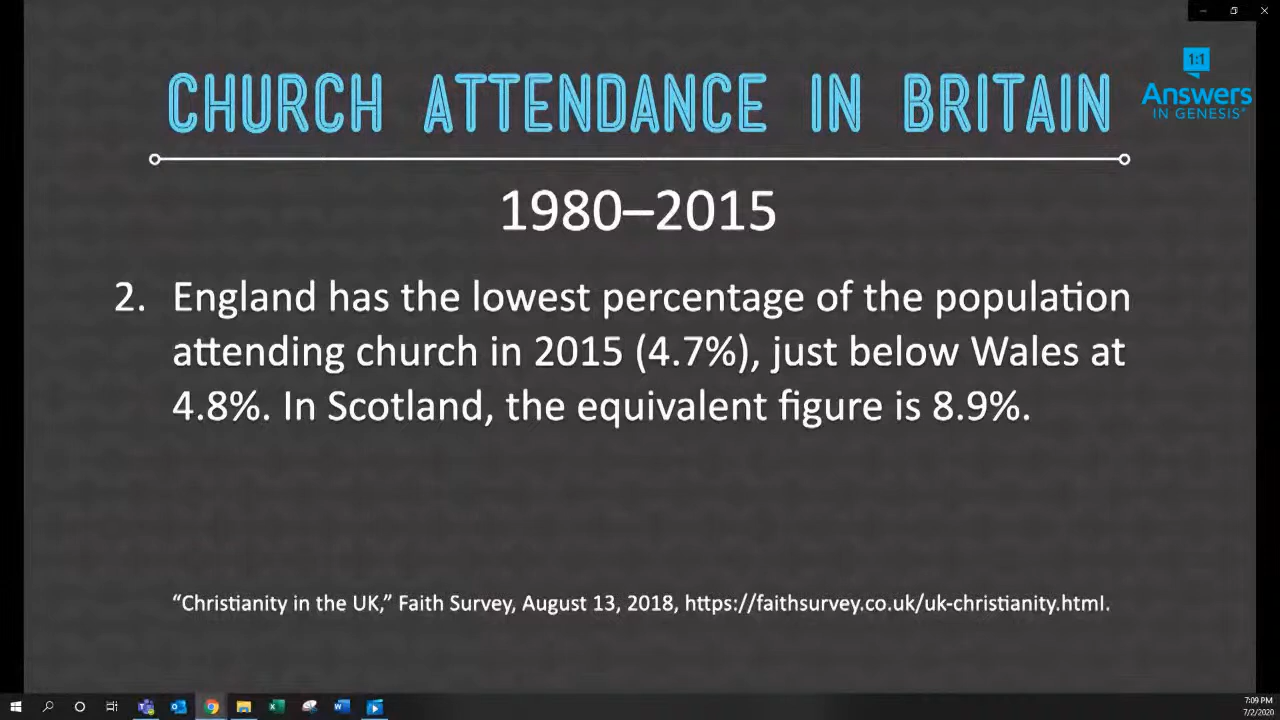 CHURCH ATTENDANCE IN BRITAIN
1:1
Answers
IN GENESIS®
1980–2015
2. England has the lowest percentage of the population
attending church in 2015 (4.7%), just below Wales at
4.8%. In Scotland, the equivalent figure is 8.9%.
“Christianity in the UK,” Faith Survey, August 13, 2018, https://faithsurvey.co.uk/uk-christianity.html.
7:09 PM
7/2/2020